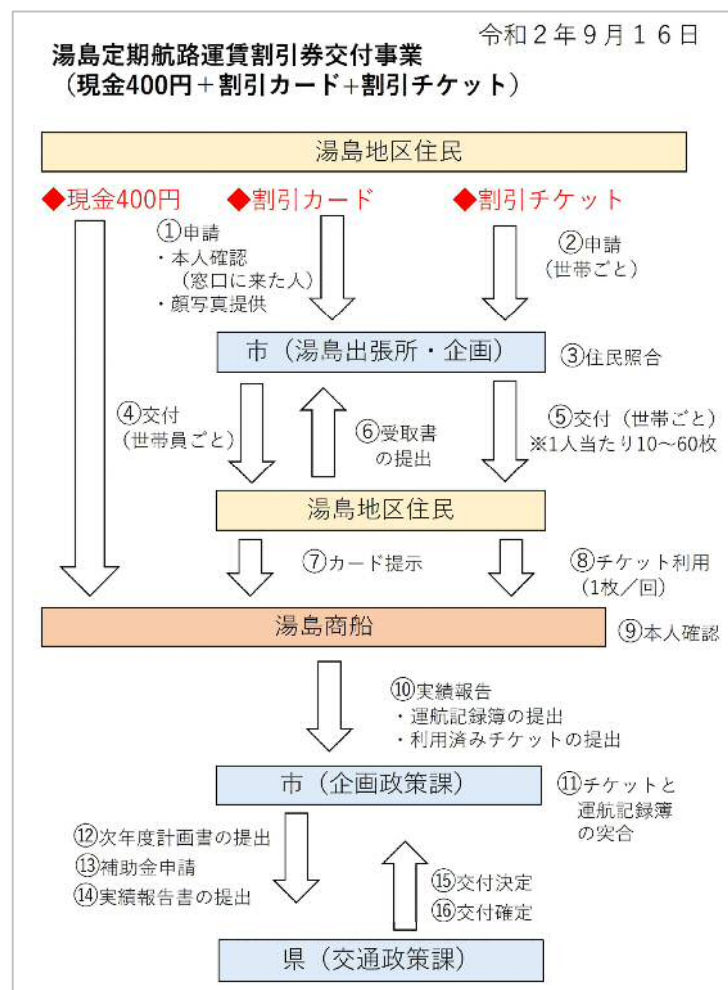 令和2年9月16日
湯島定期航路運賃割引券交付事業
（現金400円＋割引カード＋割引チケット）
湯島地区住民
◆現金400円
◆割引カード
◆割引チケット
①申請
・本人確認
（窓口に来た人）
・顔写真提供
②申請
（世帯ごと）
市（湯島出張所・企画）
③住民照合
④交付
（世帯員ごと）
⑥受取書
の提出
⑤交付（世帯ごと）
※1人当たり10～60枚
湯島地区住民
⑦カード提示
⑧チケット利用
（1枚／回）
湯島商船
⑨本人確認
⑩実績報告
・運航記録簿の提出
・利用済みチケットの提出
市（企画政策課）
⑪チケットと
運航記録簿
の突合
⑫次年度計画書の提出
⑬補助金申請
⑭実績報告書の提出
⑮交付決定
⑯交付確定
県（交通政策課）